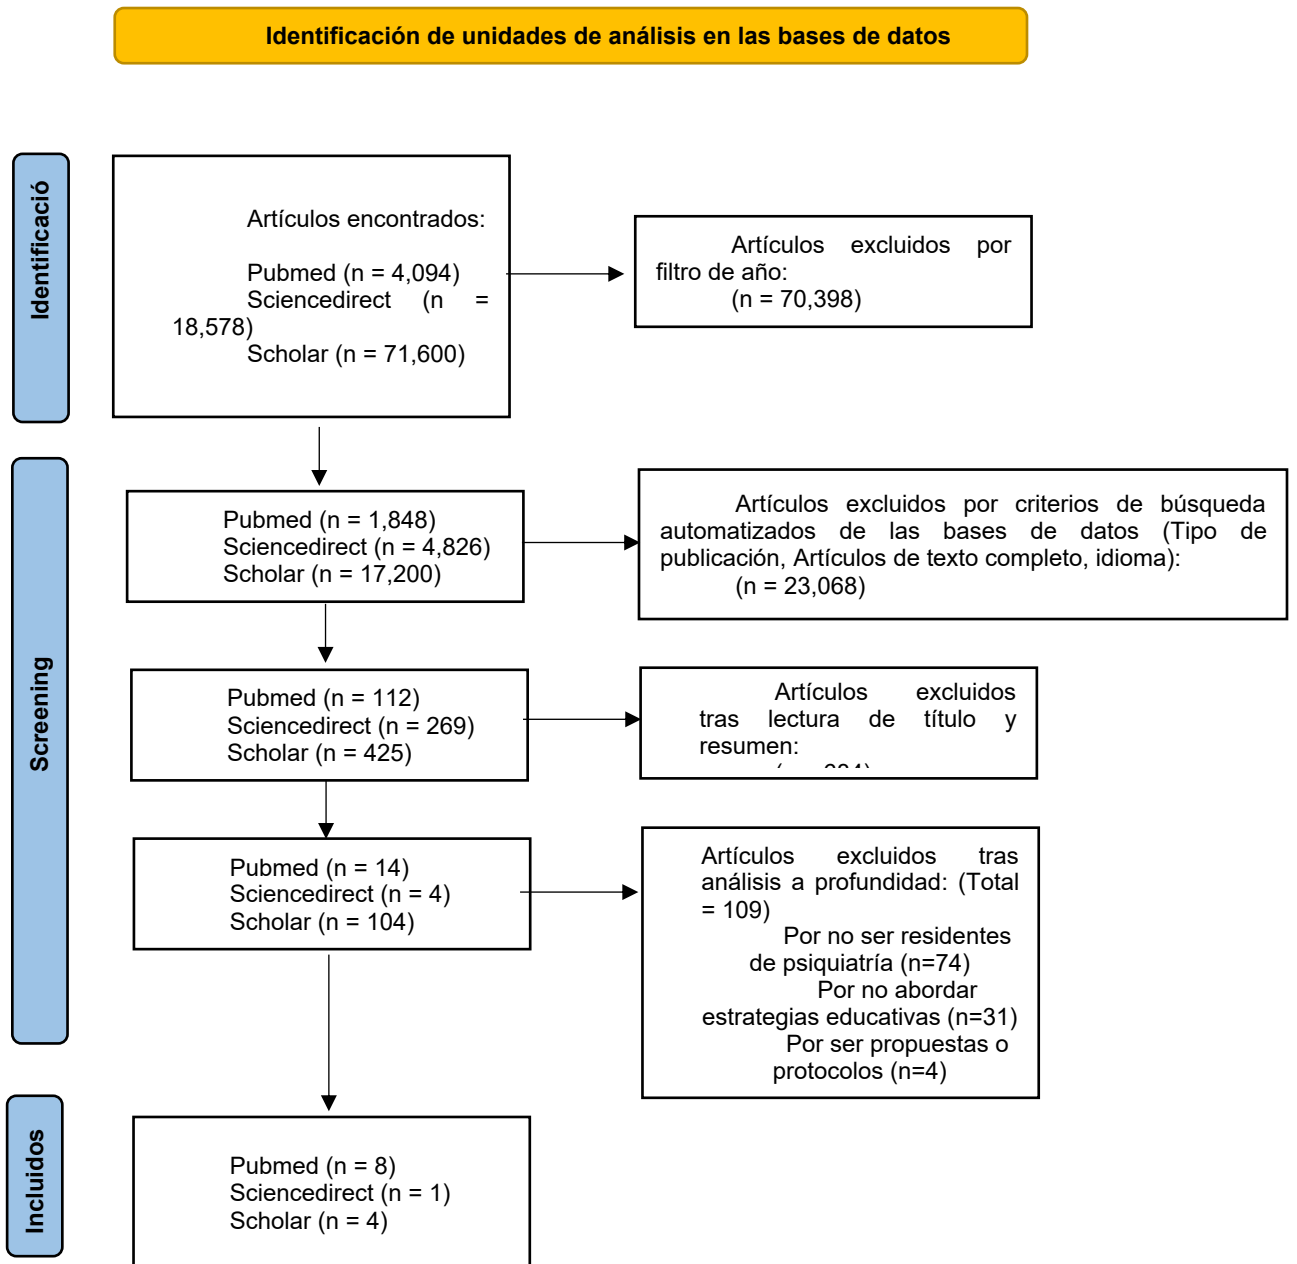 Identificación de unidades de análisis en las bases de datos
Identificació
Artículos encontrados:
Pubmed (n = 4,094)
Sciencedirect (n =
18,578)
Scholar (n = 71,600)
Artículos excluidos por
filtro de año:
(n = 70,398)
Screening
Pubmed (n = 1,848)
Sciencedirect (n = 4,826)
Scholar (n = 17,200)
Artículos excluidos por criterios de búsqueda
automatizados de las bases de datos (Tipo de
publicación, Artículos de texto completo, idioma):
(n = 23,068)
Pubmed (n = 112)
Sciencedirect (n = 269)
Scholar (n = 425)
Artículos excluidos
tras lectura de título y
resumen:
Pubmed (n = 14)
Sciencedirect (n = 4)
Scholar (n = 104)
Artículos excluidos tras
análisis a profundidad: (Total
= 109)
Por no ser residentes
de psiquiatría (n=74)
Por no abordar
estrategias educativas (n=31)
Por ser propuestas o
protocolos (n=4)
Incluidos
Pubmed (n = 8)
Sciencedirect (n = 1)
Scholar (n = 4)